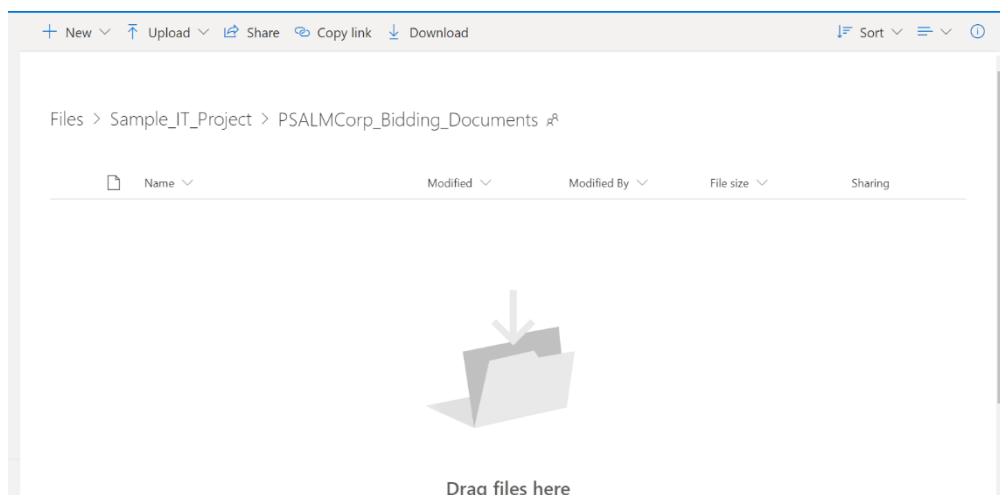 New Upload Share Copy link Download Sort
Files > Sample_IT_Project > PSALMCorp_Bidding_Documents
Name Modified Modified By File size Sharing
Drag files here